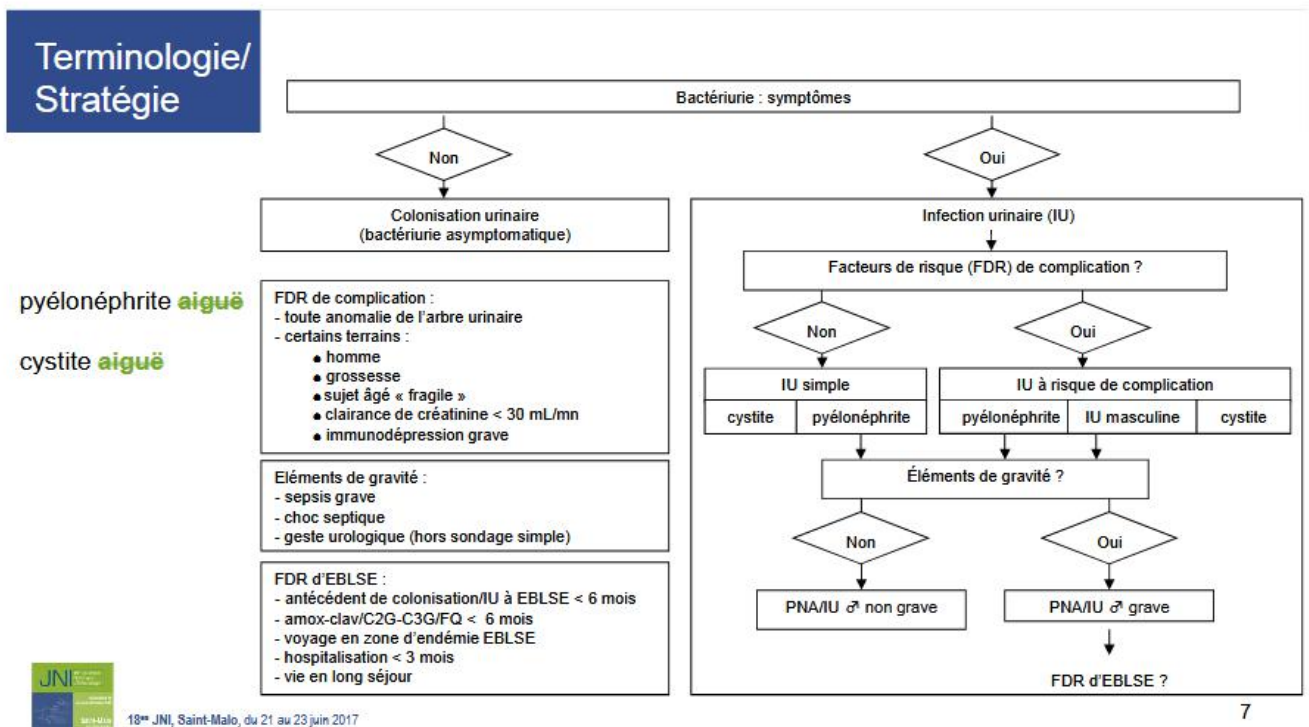 Terminologie/
Stratégie
Bactériurie : symptômes
Non
Oui
Colonisation urinaire
(bactériurie asymptomatique)
pyélonéphrite aiguë
cystite aiguë
FDR de complication :
- toute anomalie de l'arbre urinaire
- certains terrains :
● homme
● grossesse
● sujet âgé « fragile »
● clairance de créatinine < 30 mL/mn
● immunodépression grave
Eléments de gravité :
- sepsis grave
- choc septique
- geste urologique (hors sondage simple)
FDR d'EBLSE :
- antécédent de colonisation/IU à EBLSE < 6 mois
- amox-clav/C2G-C3G/FQ < 6 mois
- voyage en zone d'endémie EBLSE
- hospitalisation < 3 mois
- vie en long séjour
Infection urinaire (IU)
Facteurs de risque (FDR) de complication ?
Non
Oui
IU simple
cystite
pyélonéphrite
IU à risque de complication
pyélonéphrite
IU masculine
cystite
Éléments de gravité ?
Non
Oui
PNA/IU ♂ non grave
PNA/IU ♂ grave
FDR d'EBLSE ?
JNI
18es JNI, Saint-Malo, du 21 au 23 juin 2017
7